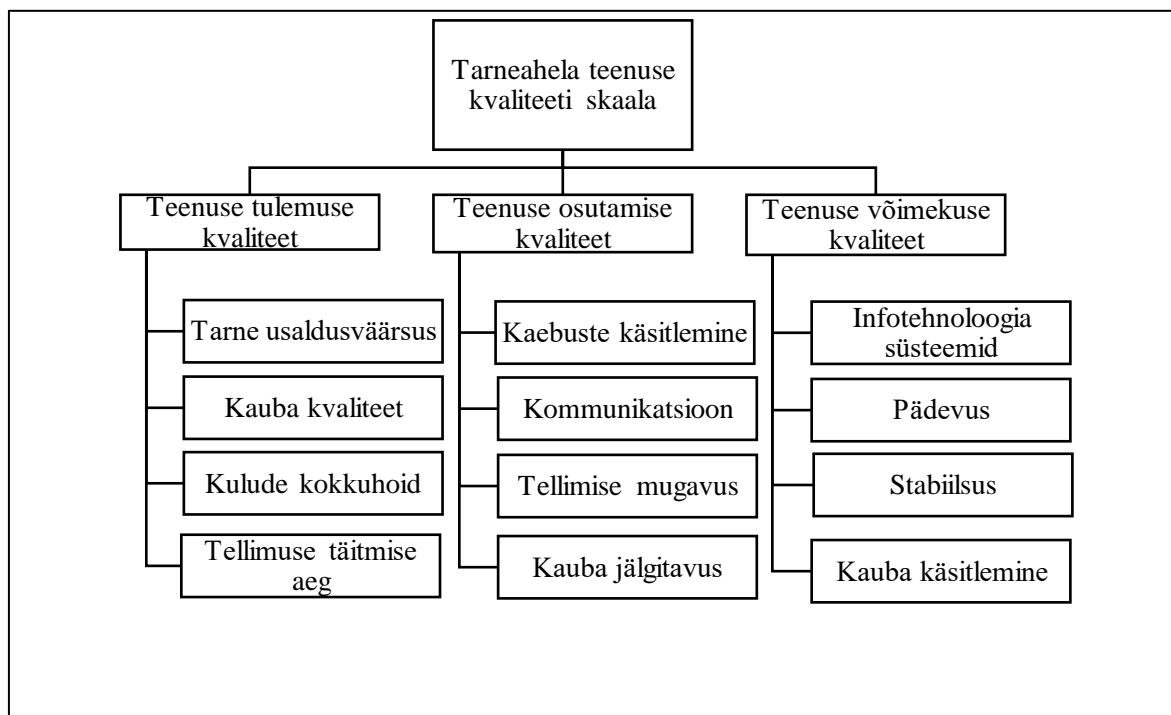 Tarneahela teenuse
kvaliteeti skaala
Teenuse tulemuse
kvaliteet
Tarne usaldusväärsus
Kauba kvaliteet
Kulude kokkuhoid
Tellimuse täitmise
aeg
Teenuse osutamise
kvaliteet
Kaebuste käsitlemine
Kommunikatsioon
Tellimise mugavus
Kauba jälgitavus
Teenuse võimekuse
kvaliteet
Infotehnoloogia
süsteemid
Pädevus
Stabiilsus
Kauba käsitlemine